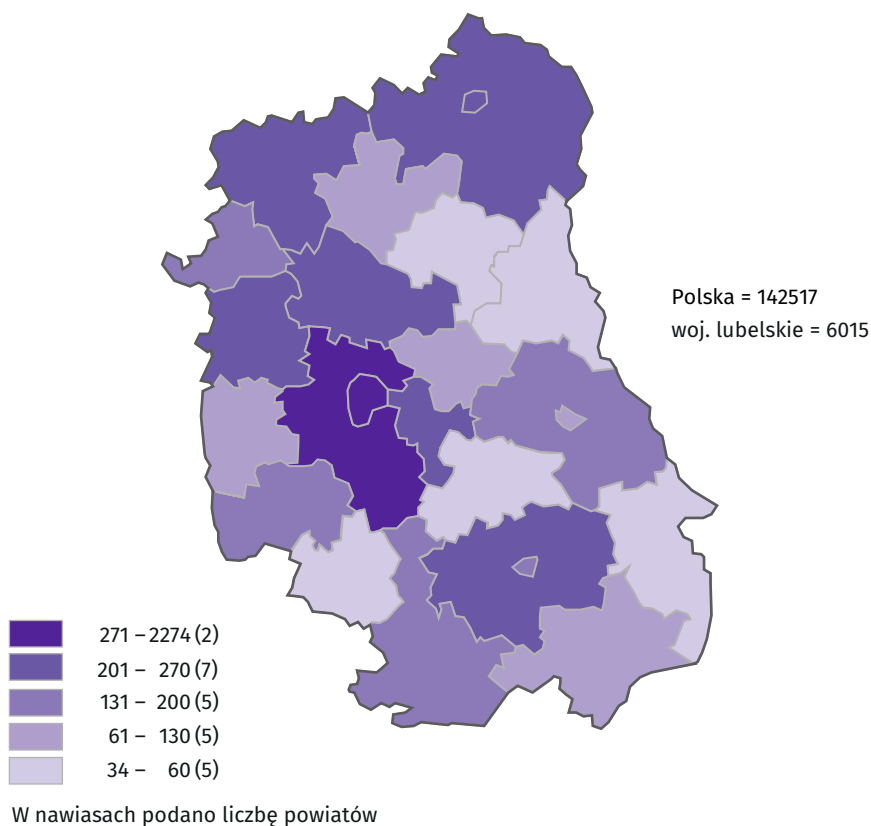 Polska = 142517
woj. lubelskie = 6015
271 – 2274 (2)
201 – 270 (7)
131 – 200 (5)
61 – 130 (5)
34 – 60 (5)
W nawiasach podano liczbę powiatów